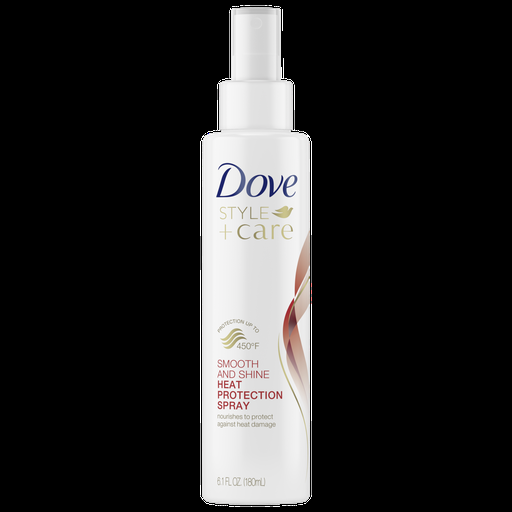 Dove
STYLE
+care
PROTECTION UP TO
450°F
SMOOTH
AND SHINE
HEAT
PROTECTION
SPRAY
nourishes to protect
against heat damage
6.1 FL OZ. (180mL)